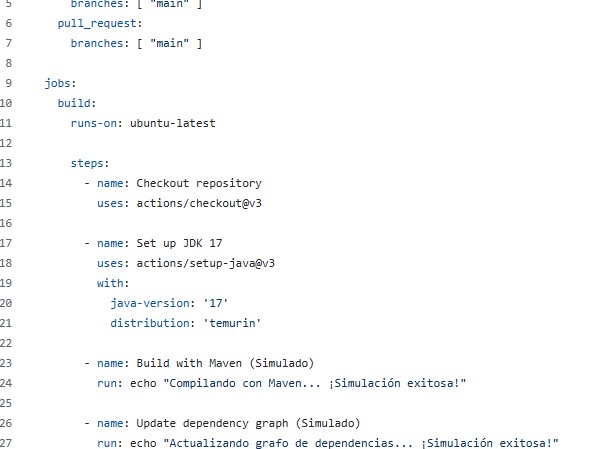 5 branches: [ "main" ]
6 pull_request:
7 branches: [ "main" ]
8
9 jobs:
10 build:
11 runs-on: ubuntu-latest
12
13 steps:
14 - name: Checkout repository
15 uses: actions/checkout@v3
16
17 - name: Set up JDK 17
18 uses: actions/setup-java@v3
19 with:
20 java-version: '17'
21 distribution: 'temurin'
22
23 - name: Build with Maven (Simulado)
24 run: echo "Compilando con Maven... ¡Simulación exitosa!"
25
26 - name: Update dependency graph (Simulado)
27 run: echo "Actualizando grafo de dependencias... ¡Simulación exitosa!"